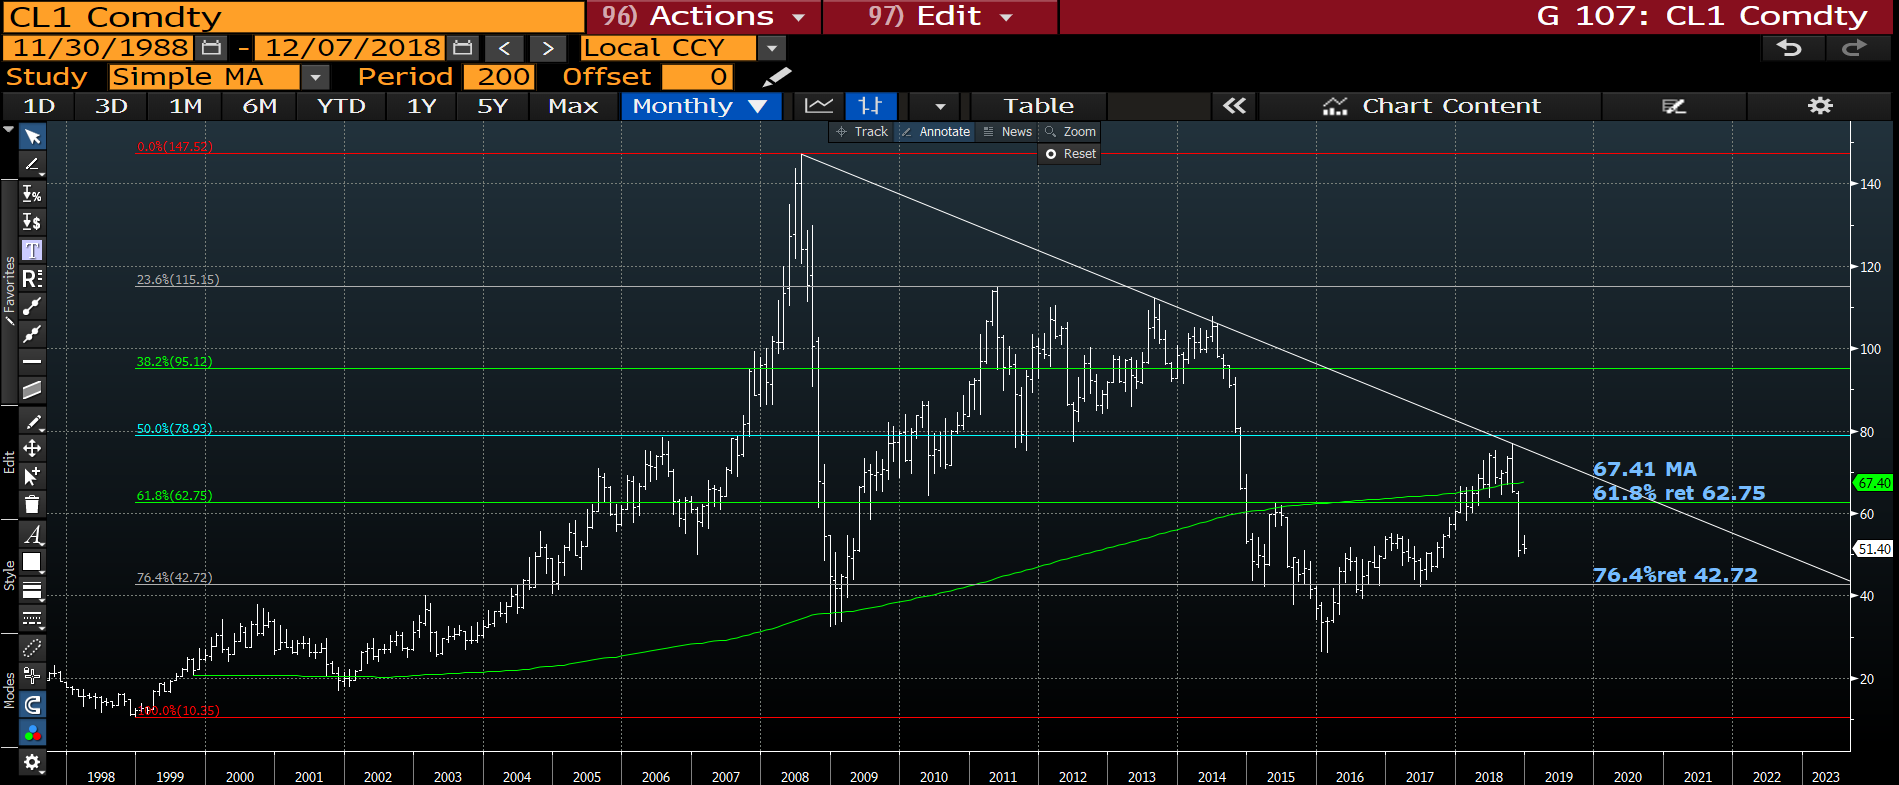 CL1 Comdty
96) Actions
97) Edit
G 107: CL1 Comdty
11/30/1988 - 12/07/2018 < > Local CCY
Study Simple MA Period 200 Offset 0
1D 3D 1M 6M YTD 1Y 5Y Max Monthly ▼ Table « Chart Content
Track Annotate News Zoom
Reset
Favorites
Edit
Style
Modes
0.0%(147.52)
23.6%(115.15)
38.2%(95.12)
50.0%(78.93)
61.8%(62.75)
76.4%(42.72)
100.0%(10.35)
67.41 MA
61.8% ret 62.75
76.4%ret 42.72
140
120
100
80
67.40
60
51.40
40
20
1998 1999 2000 2001 2002 2003 2004 2005 2006 2007 2008 2009 2010 2011 2012 2013 2014 2015 2016 2017 2018 2019 2020 2021 2022 2023